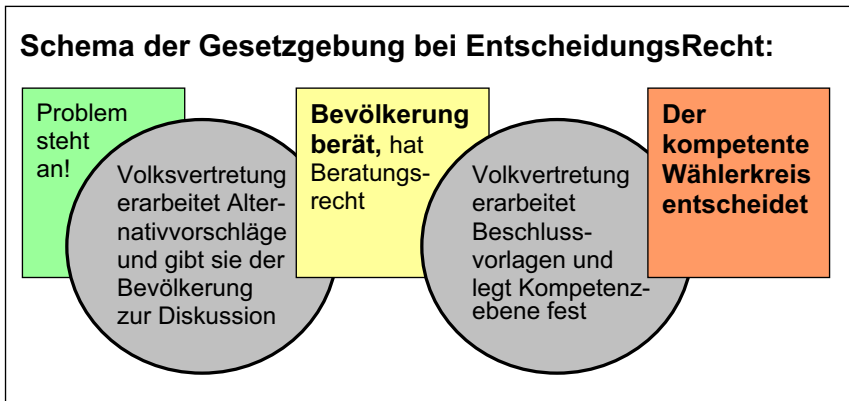 Schema der Gesetzgebung bei EntscheidungsRecht:
Problem
steht
an!
Volksvertretung
erarbeitet Alter-
nativvorschläge
und gibt sie der
Bevölkerung
zur Diskussion
Bevölkerung
berät, hat
Beratungs-
recht
Volkvertretung
erarbeitet
Beschluss-
vorlagen und
legt Kompetenz-
ebene fest
Der
kompetente
Wählerkreis
entscheidet